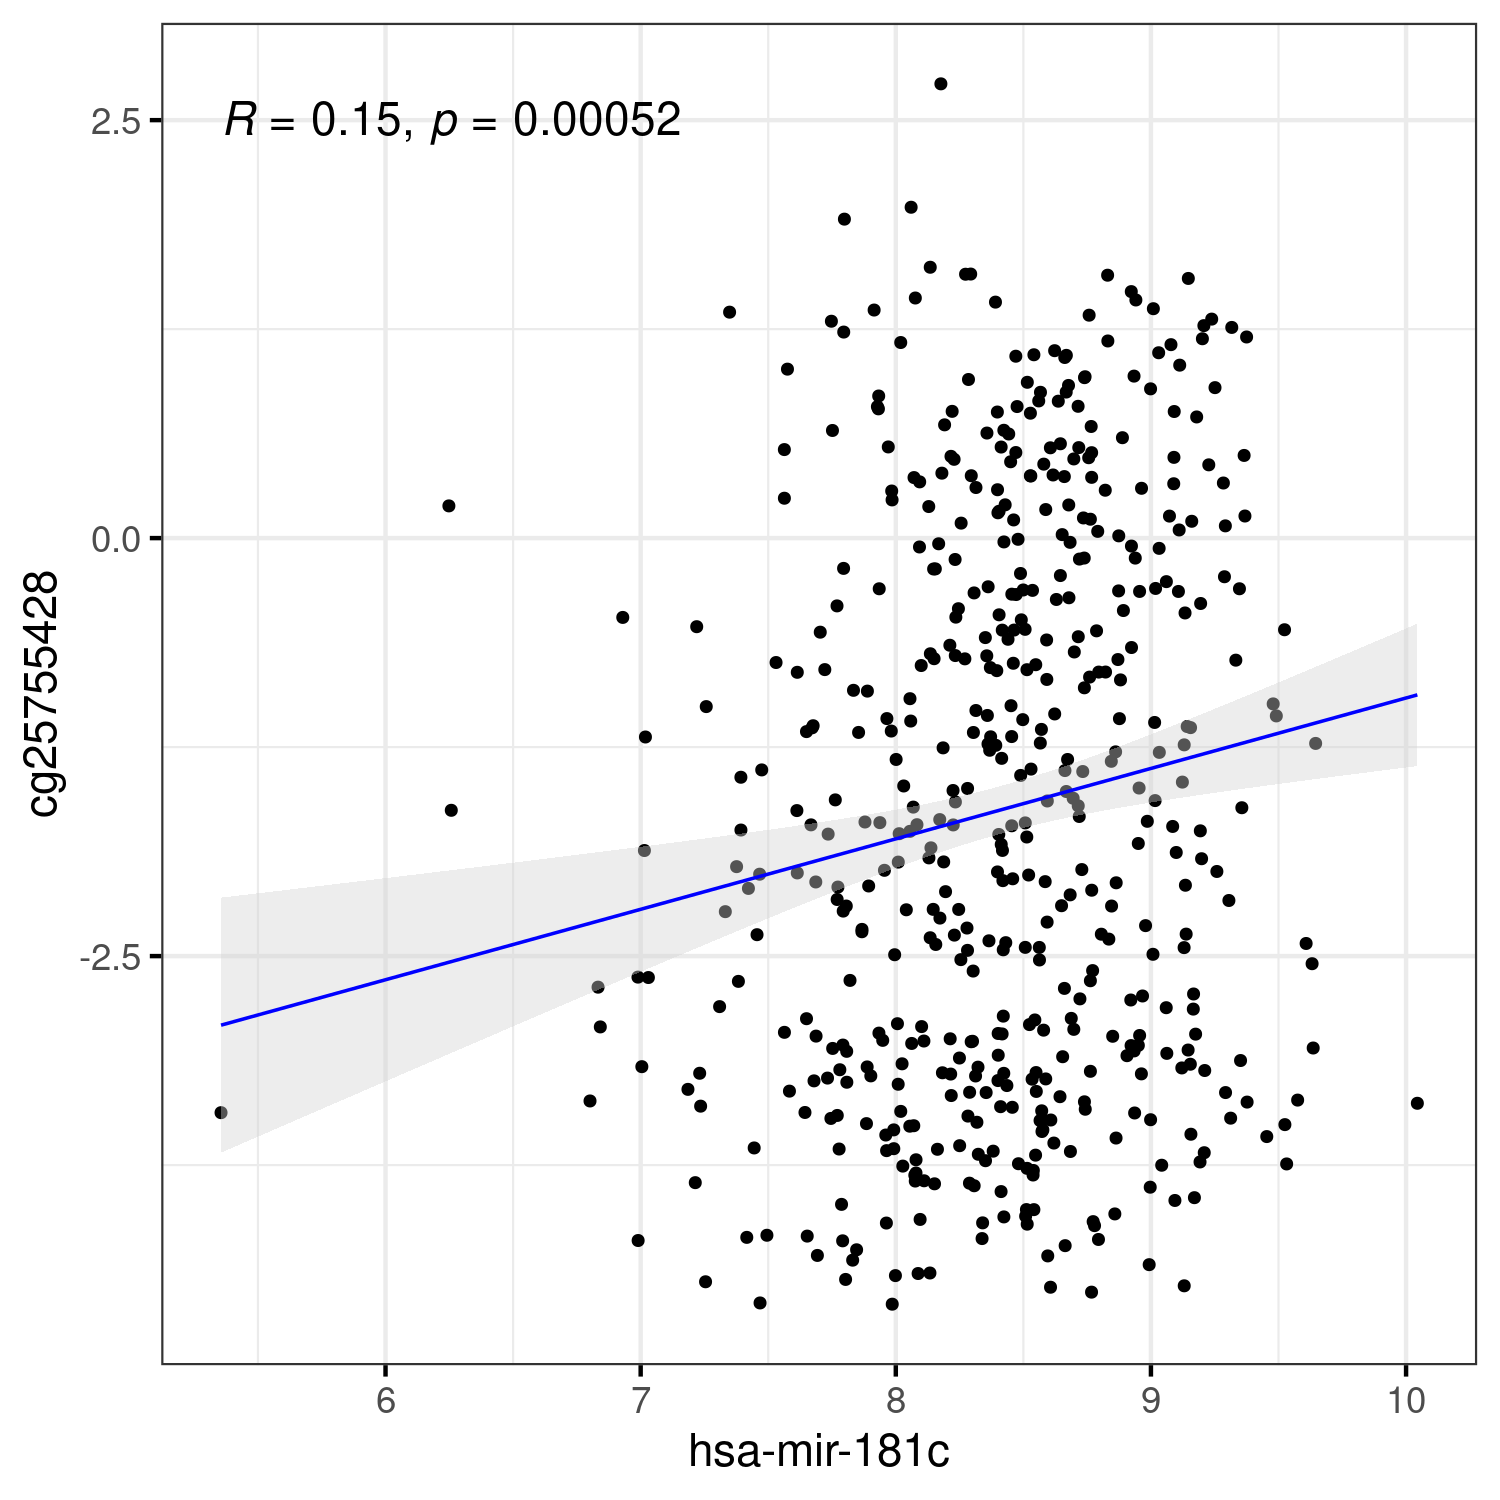 R = 0.15, p = 0.00052
2.5
0.0
-2.5
cg25755428
6 7 8 9 10
hsa-mir-181c